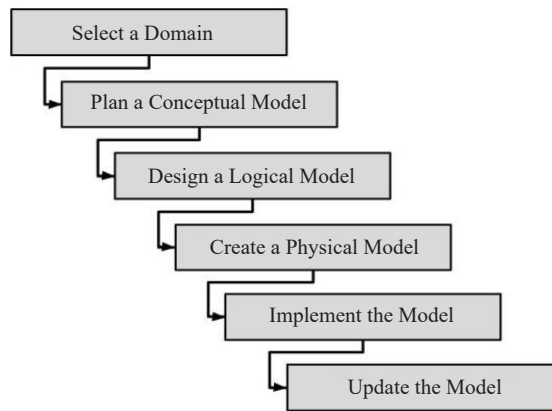 Select a Domain
Plan a Conceptual Model
Design a Logical Model
Create a Physical Model
Implement the Model
Update the Model